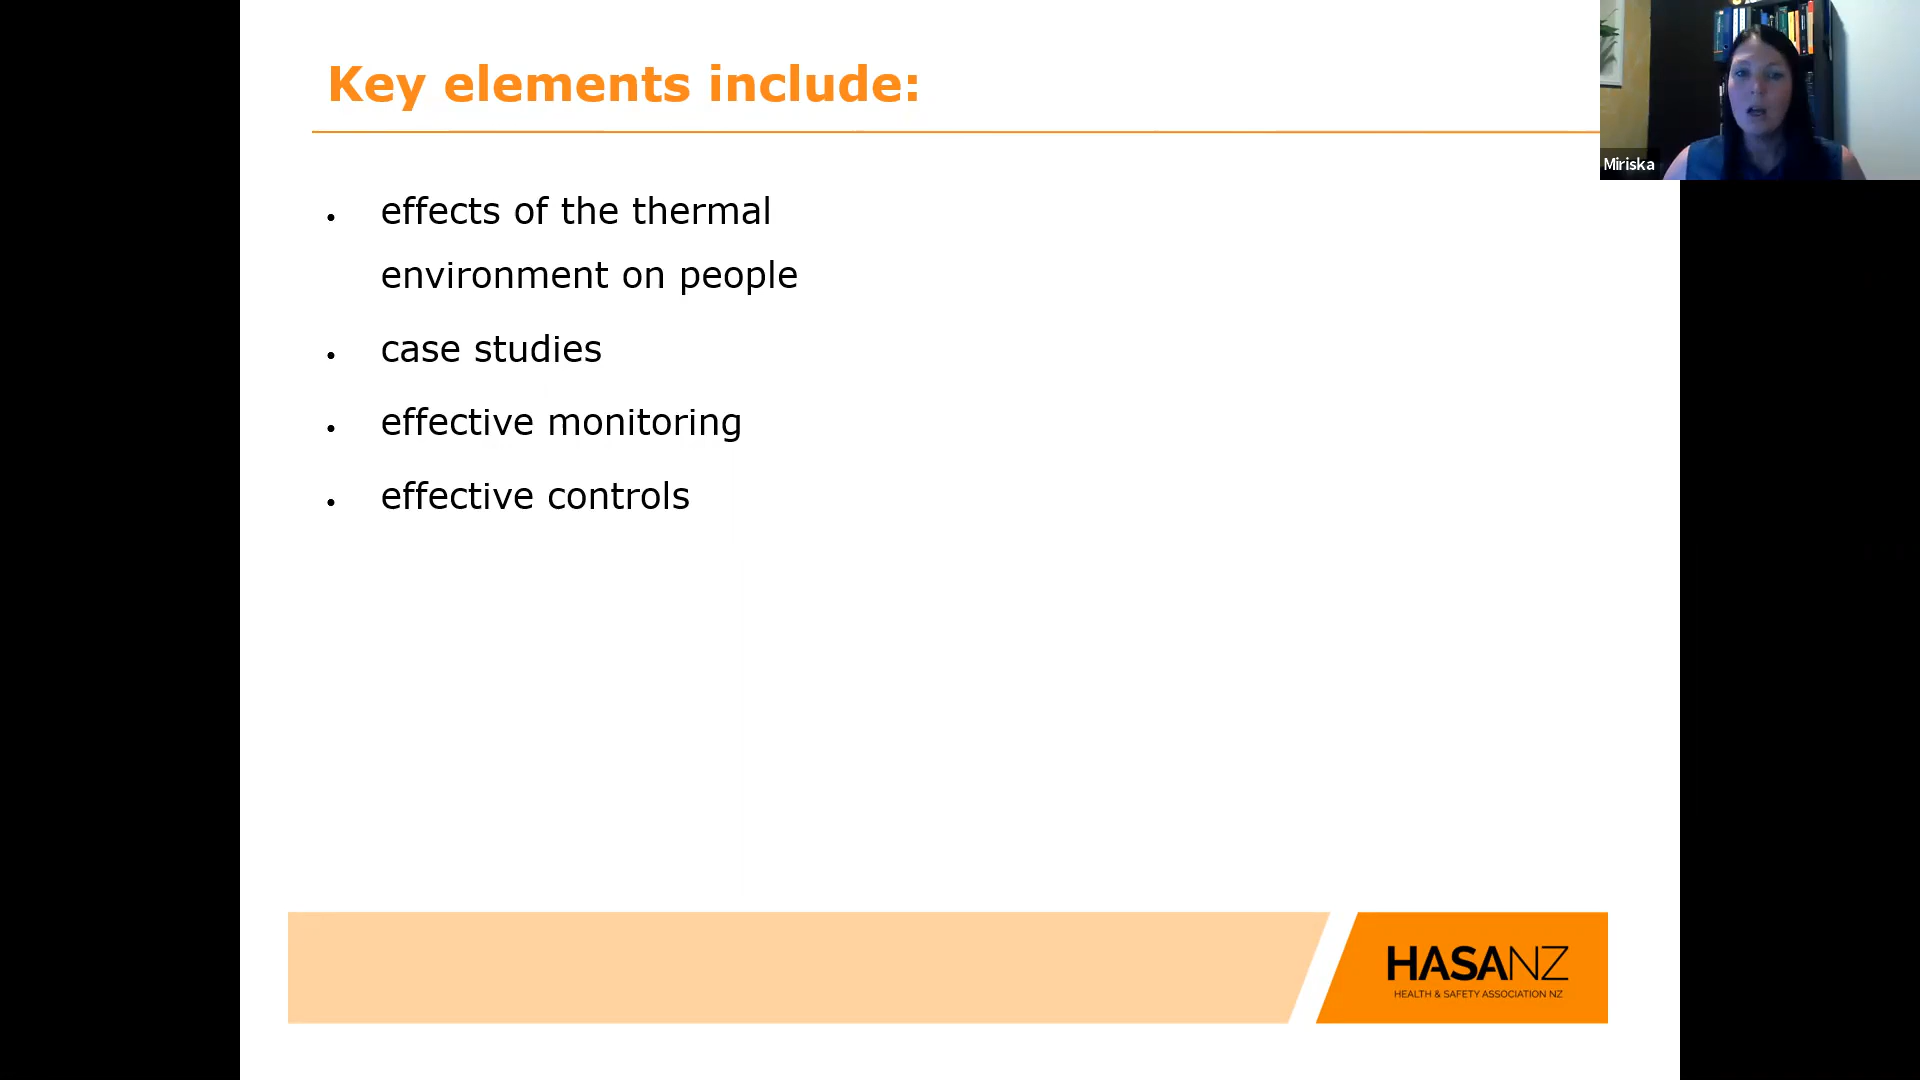 Key elements include:
Miriska
• effects of the thermal
environment on people
• case studies
• effective monitoring
• effective controls
HASANZ
HEALTH & SAFETY ASSOCIATION NZ